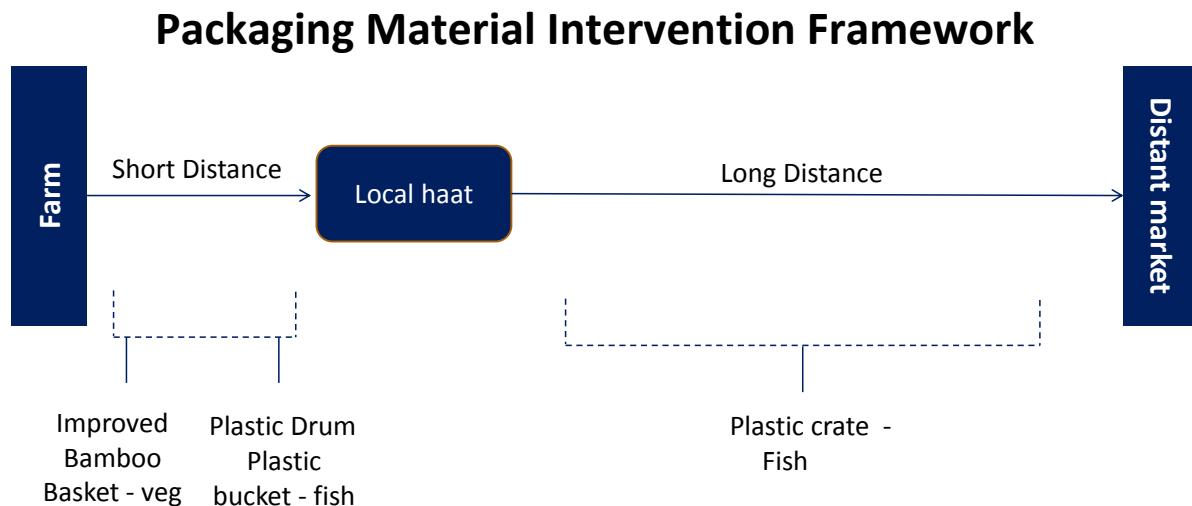 Packaging Material Intervention Framework
Farm
Short Distance
Local haat
Long Distance
Distant market
Improved
Bamboo
Basket - veg
Plastic Drum
Plastic
bucket - fish
Plastic crate  -
Fish